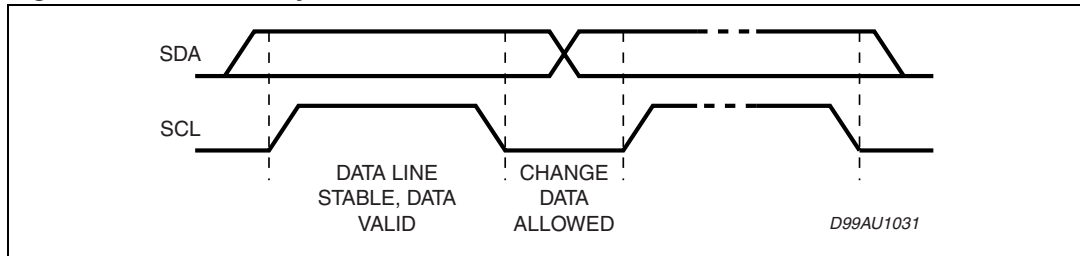 SDA
SCL
DATA LINE
STABLE, DATA
VALID
CHANGE
DATA
ALLOWED
D99AU1031